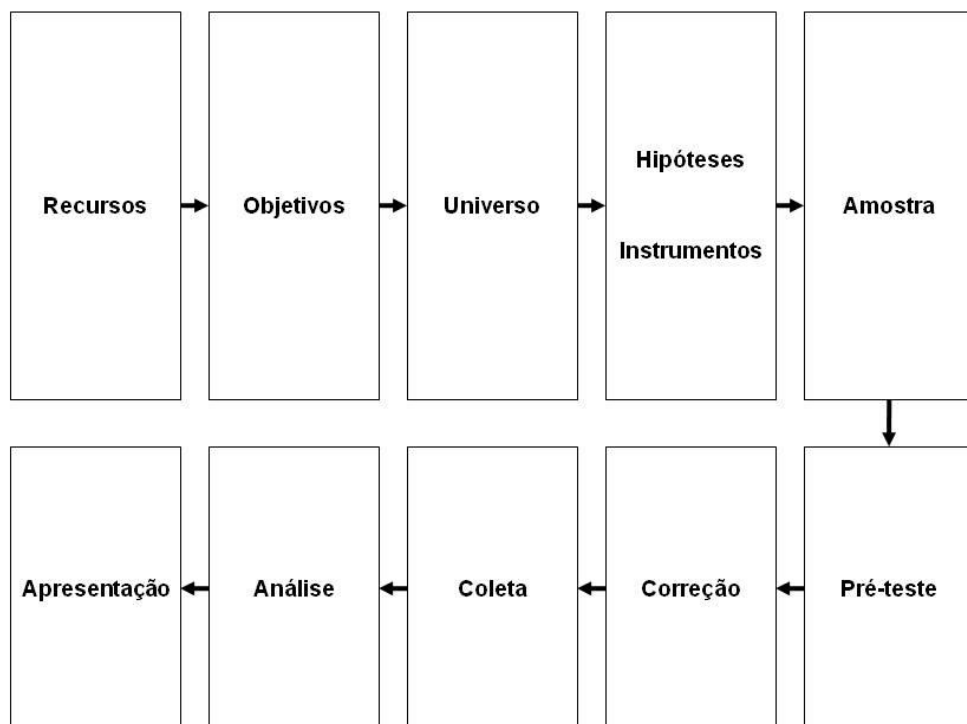 Recursos
Objetivos
Universo
Hipóteses
Instrumentos
Amostra
Pré-teste
Correção
Coleta
Análise
Apresentação